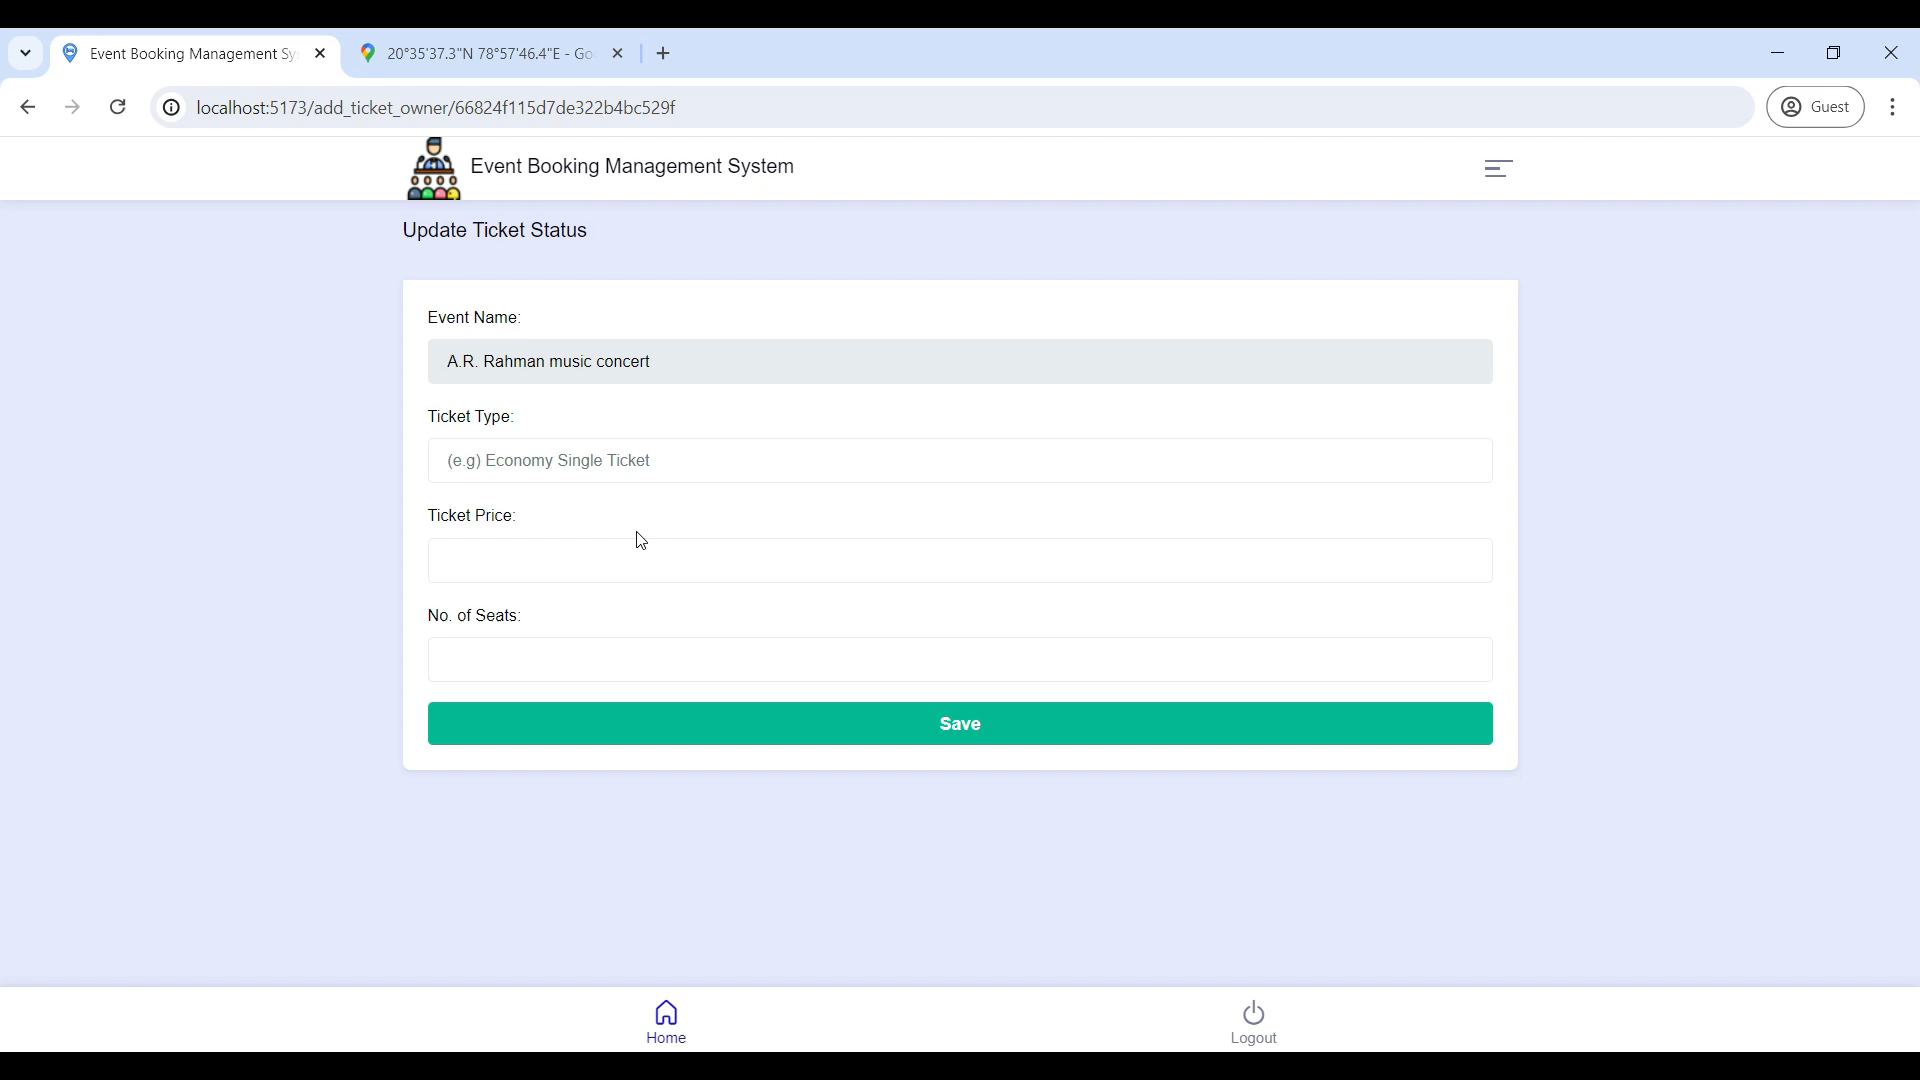 Event Booking Management Sy
20°35'37.3"N 78°57'46.4"E - Go
localhost:5173/add_ticket_owner/66824f115d7de322b4bc529f
Guest
Event Booking Management System
Update Ticket Status
Event Name:
A.R. Rahman music concert
Ticket Type:
(e.g) Economy Single Ticket
Ticket Price:
No. of Seats:
Save
Home
Logout